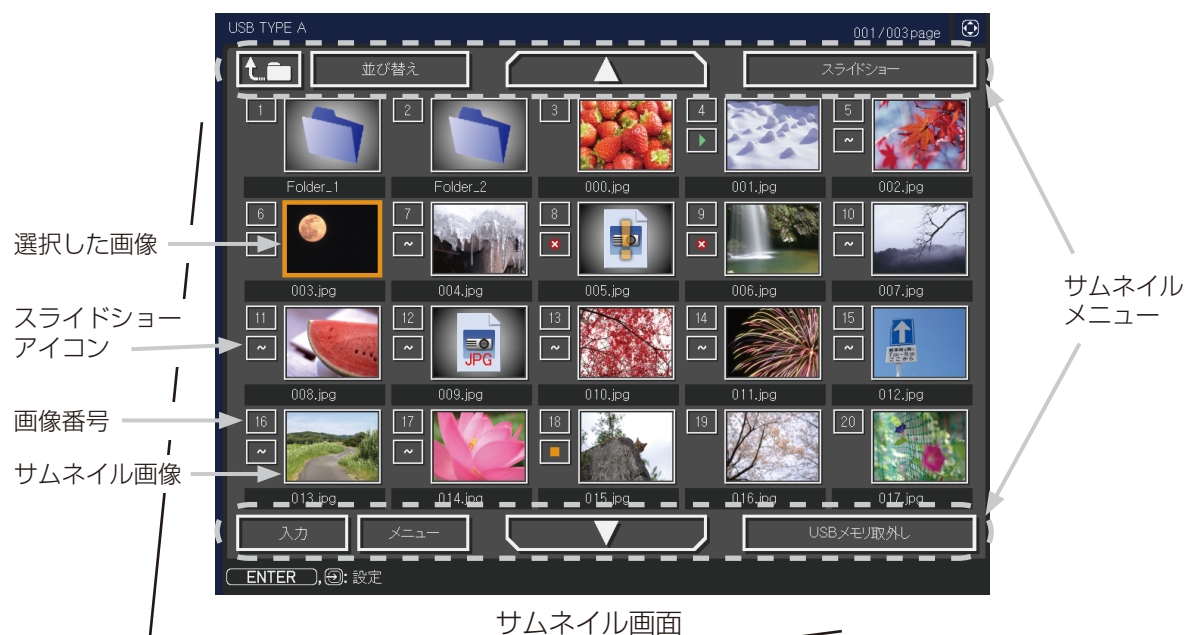 USB TYPE A
001/003page
並び替え
スライドショー
1
2
3
4
5
~
Folder_1
Folder_2
000.jpg
001.jpg
002.jpg
6
7
8
9
10
~
~
選択した画像
003.jpg
004.jpg
005.jpg
006.jpg
007.jpg
サムネイル
メニュー
スライドショー
アイコン
11
12
13
14
15
~
~
~
~
~
JPG
ここから
008.jpg
009.jpg
010.jpg
011.jpg
012.jpg
画像番号
16
17
18
19
20
~
~
サムネイル画像
013.jpg
014.jpg
015.jpg
016.jpg
017.jpg
入力
メニュー
USBメモリ取外し
ENTER , : 設定
サムネイル画面